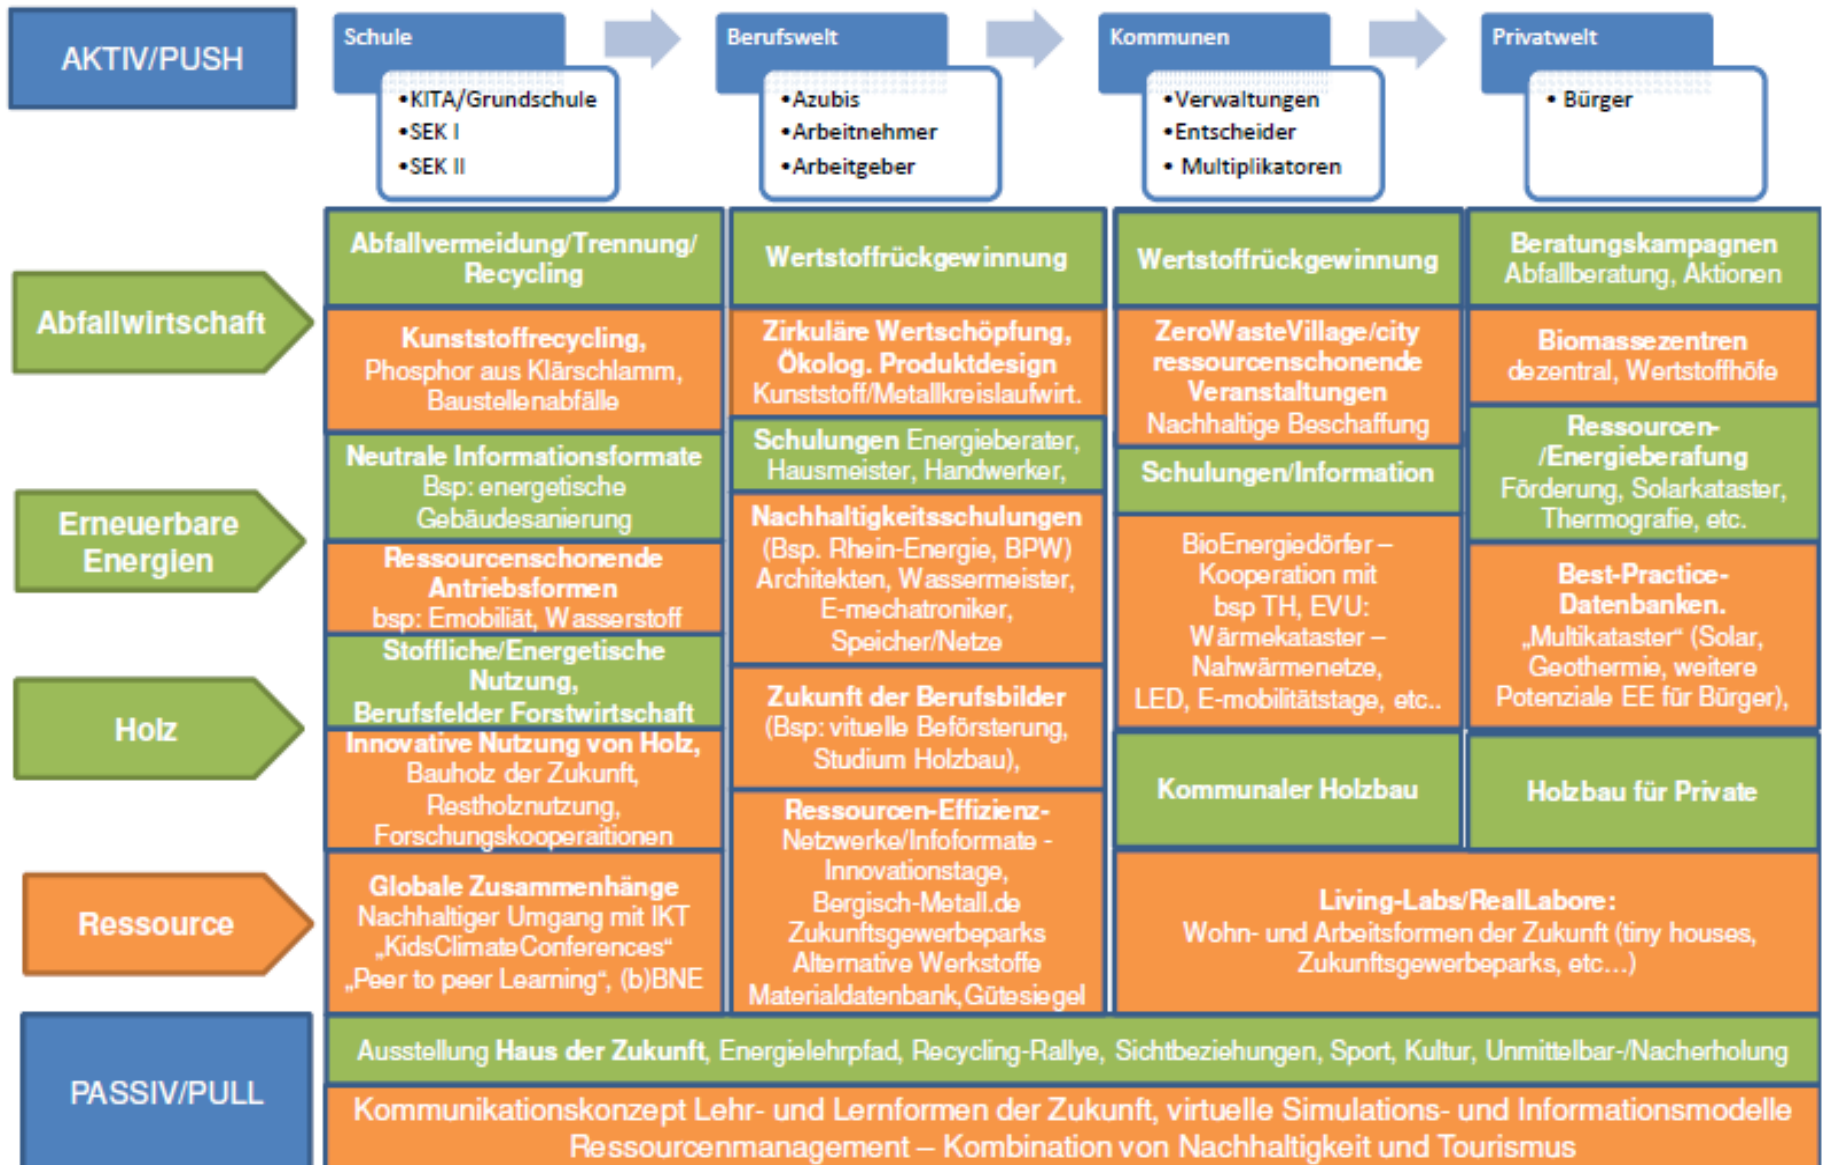 AKTIV/PUSH
Schule
•KITA/Grundschule
•SEK I
•SEK II
Berufswelt
•Azubis
•Arbeitnehmer
•Arbeitgeber
Kommunen
•Verwaltungen
•Entscheider
• Multiplikatoren
Privatwelt
• Bürger
Abfallwirtschaft
Erneuerbare
Energien
Holz
Ressource
PASSIV/PULL
Abfallvermeidung/Trennung/
Recycling
Kunststoffrecycling,
Phosphor aus Klärschlamm,
Baustellenabfälle
Neutrale Informationsformate
Bsp: energetische
Gebäudesanierung
Ressourcenschonende
Antriebsformen
bsp: Emobiliät, Wasserstoff
Stoffliche/Energetische
Nutzung,
Berufsfelder Forstwirtschaft
Innovative Nutzung von Holz,
Bauholz der Zukunft,
Restholznutzung,
Forschungskooperaitionen
Globale Zusammenhänge
Nachhaltiger Umgang mit IKT
„KidsClimateConferences“
„Peer to peer Learning“, (b)BNE
Wertstoffrückgewinnung
Zirkuläre Wertschöpfung,
Ökolog. Produktdesign
Kunststoff/Metallkreislaufwirt.
Schulungen Energieberater,
Hausmeister, Handwerker,
Nachhaltigkeitsschulungen
(Bsp. Rhein-Energie, BPW)
Architekten, Wassermeister,
E-mechatroniker,
Speicher/Netze
Zukunft der Berufsbilder
(Bsp: vituelle Beförsterung,
Studium Holzbau),
Ressourcen-Effizienz-
Netzwerke/Infoformate -
Innovationstage,
Bergisch-Metall.de
Zukunftsgewerbeparks
Alternative Werkstoffe
Materialdatenbank,Gütesiegel
Wertstoffrückgewinnung
ZeroWasteVillage/city
ressourcenschonende
Veranstaltungen
Nachhaltige Beschaffung
Schulungen/Information
BioEnergiedörfer –
Kooperation mit
bsp TH, EVU:
Wärmekataster –
Nahwärmenetze,
LED, E-mobilitätstage, etc..
Kommunaler Holzbau
Beratungskampagnen
Abfallberatung, Aktionen
Biomassezentren
dezentral, Wertstoffhöfe
Ressourcen-
/Energieberafung
Förderung, Solarkataster,
Thermografie, etc.
Best-Practice-
Datenbanken.
„Multikataster“ (Solar,
Geothermie, weitere
Potenziale EE für Bürger),
Holzbau für Private
Living-Labs/RealLabore:
Wohn- und Arbeitsformen der Zukunft (tiny houses,
Zukunftsgewerbeparks, etc...)
Ausstellung Haus der Zukunft, Energielehrpfad, Recycling-Rallye, Sichtbeziehungen, Sport, Kultur, Unmittelbar-/Nacherholung
Kommunikationskonzept Lehr- und Lernformen der Zukunft, virtuelle Simulations- und Informationsmodelle
Ressourcenmanagement – Kombination von Nachhaltigkeit und Tourismus